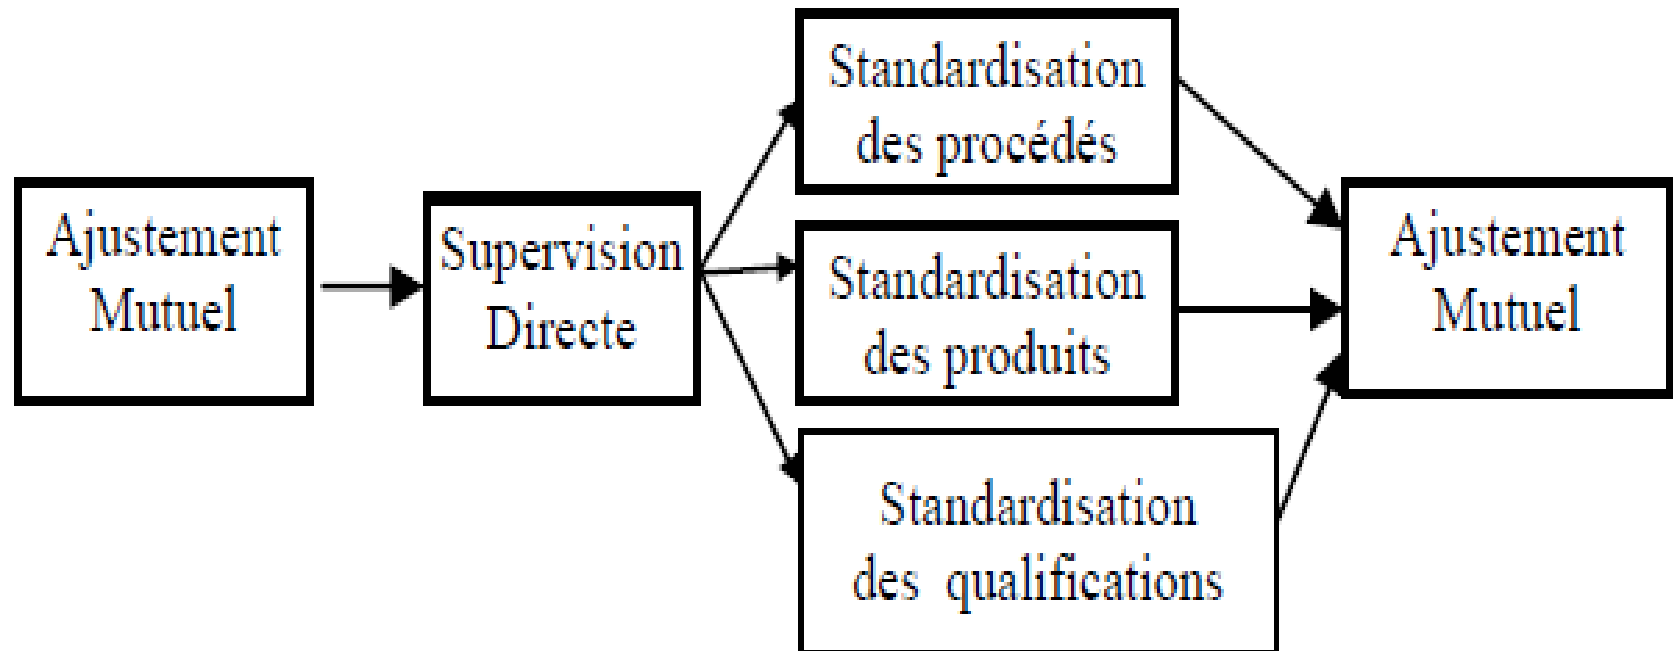 Ajustement
Mutuel
Supervision
Directe
Standardisation
des procédés
Standardisation
des produits
Standardisation
des qualifications
Ajustement
Mutuel